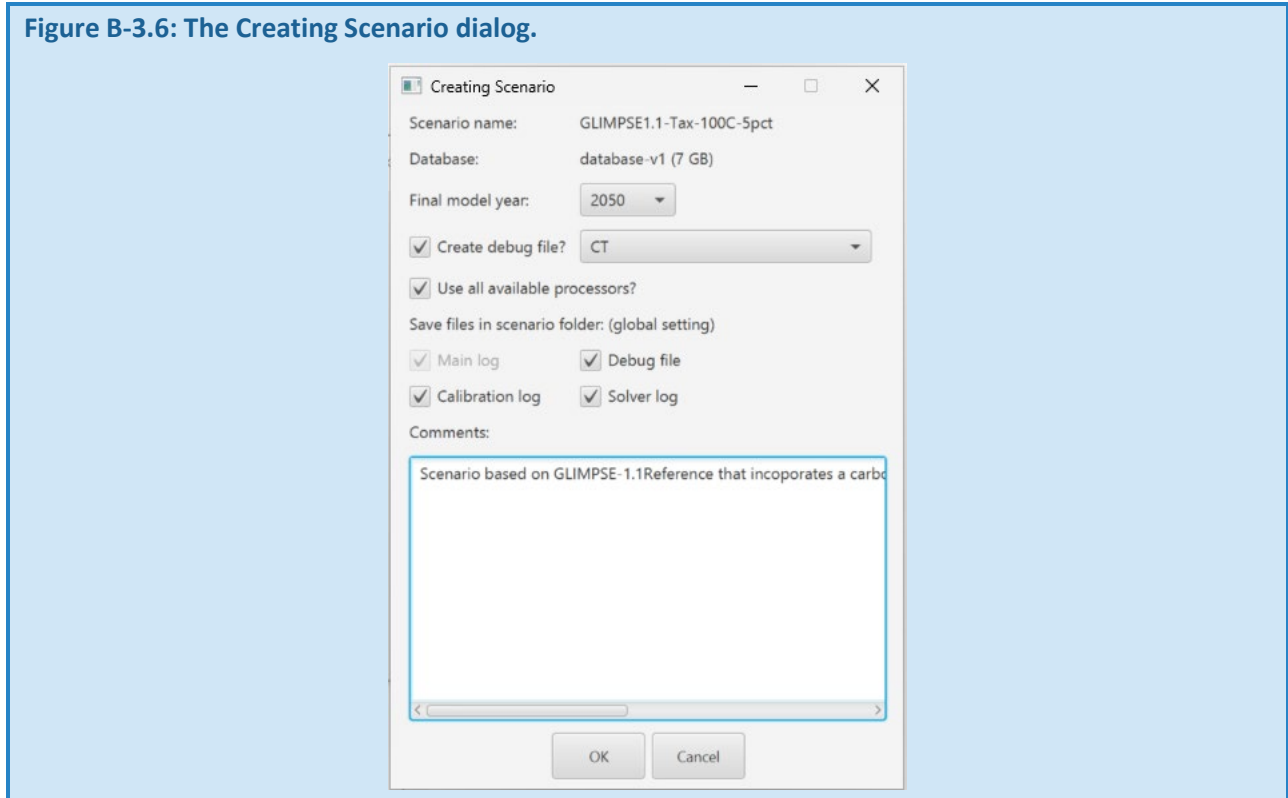 Figure B-3.6: The Creating Scenario dialog.
Creating Scenario
Scenario name: GLIMPSE1.1-Tax-100C-5pct
Database: database-v1 (7 GB)
Final model year: 2050
Create debug file? CT
Use all available processors?
Save files in scenario folder: (global setting)
Main log Debug file
Calibration log Solver log
Comments:
Scenario based on GLIMPSE-1.1Reference that incoporates a carbo
OK Cancel